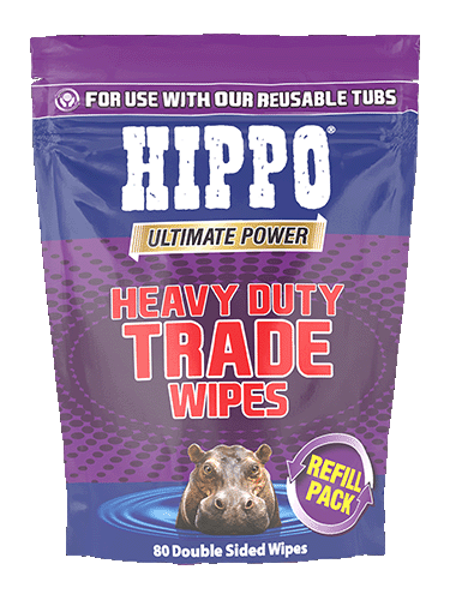 FOR USE WITH OUR REUSABLE TUBS
HIPPO®
ULTIMATE POWER
HEAVY DUTY
TRADE
WIPES
REFILL
PACK
80 Double Sided Wipes